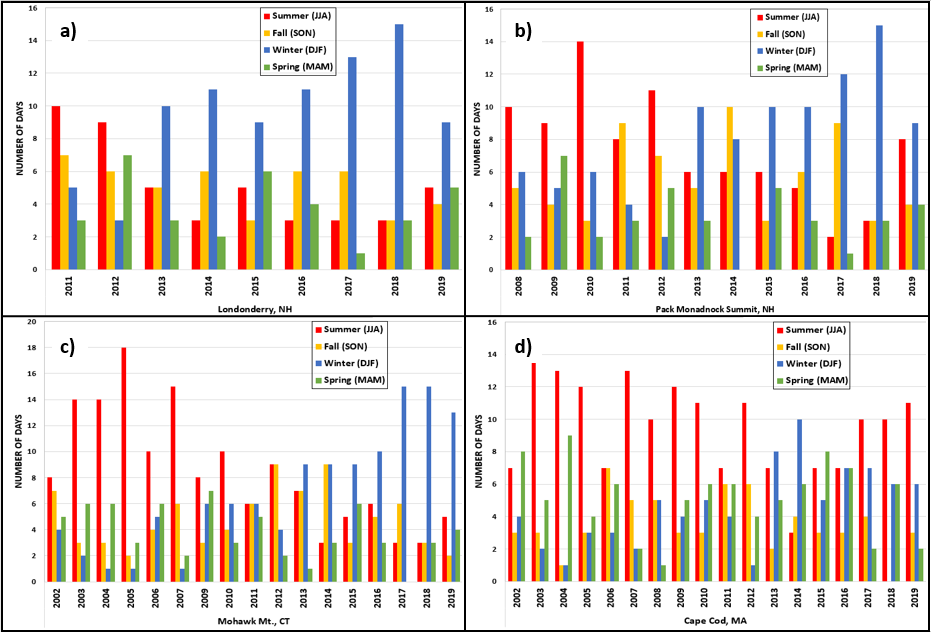 a)
Summer (JJA)
Fall (SON)
Winter (DJF)
Spring (MAM)
NUMBER OF DAYS
16
14
12
10
8
6
4
2
0
2011 2012 2013 2014 2015 2016 2017 2018 2019
Londonderry, NH
b)
Summer (JJA)
Fall (SON)
Winter (DJF)
Spring (MAM)
NUMBER OF DAYS
16
14
12
10
8
6
4
2
0
2008 2009 2010 2011 2012 2013 2014 2015 2016 2017 2018 2019
Pack Monadnock Summit, NH
c)
Summer (JJA)
Fall (SON)
Winter (DJF)
Spring (MAM)
NUMBER OF DAYS
20
18
16
14
12
10
8
6
4
2
0
2002 2003 2004 2005 2006 2007 2009 2010 2011 2012 2013 2014 2015 2016 2017 2018 2019
Mohawk Mt., CT
d)
Summer (JJA)
Fall (SON)
Winter (DJF)
Spring (MAM)
NUMBER OF DAYS
16
14
12
10
8
6
4
2
0
2002 2003 2004 2005 2006 2007 2008 2009 2010 2011 2012 2013 2014 2015 2016 2017 2018 2019
Cape Cod, MA